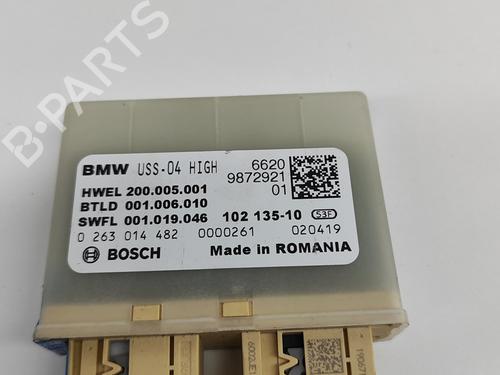 B-PARTS
BMW USS-04 HIGH 6620
9872921
HWEL 200.005.001 01
BTLD 001.006.010
SWFL 001.019.046 102 135-10 53F
0 263 014 482 0000261 020419
BOSCH Made in ROMANIA